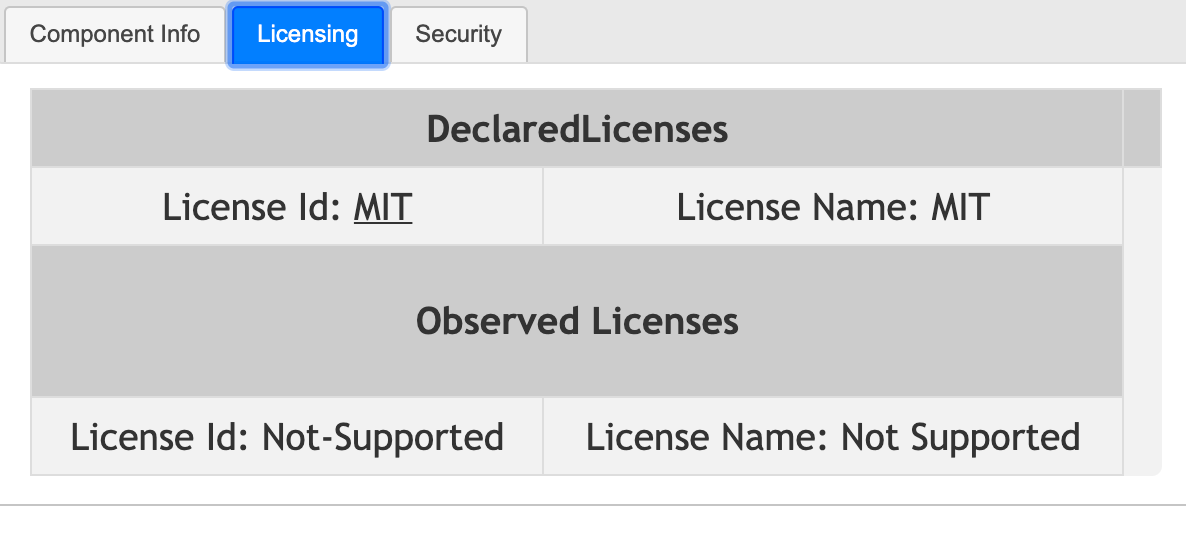 Component Info Licensing Security
DeclaredLicenses
License Id: MIT License Name: MIT
Observed Licenses
License Id: Not-Supported License Name: Not Supported